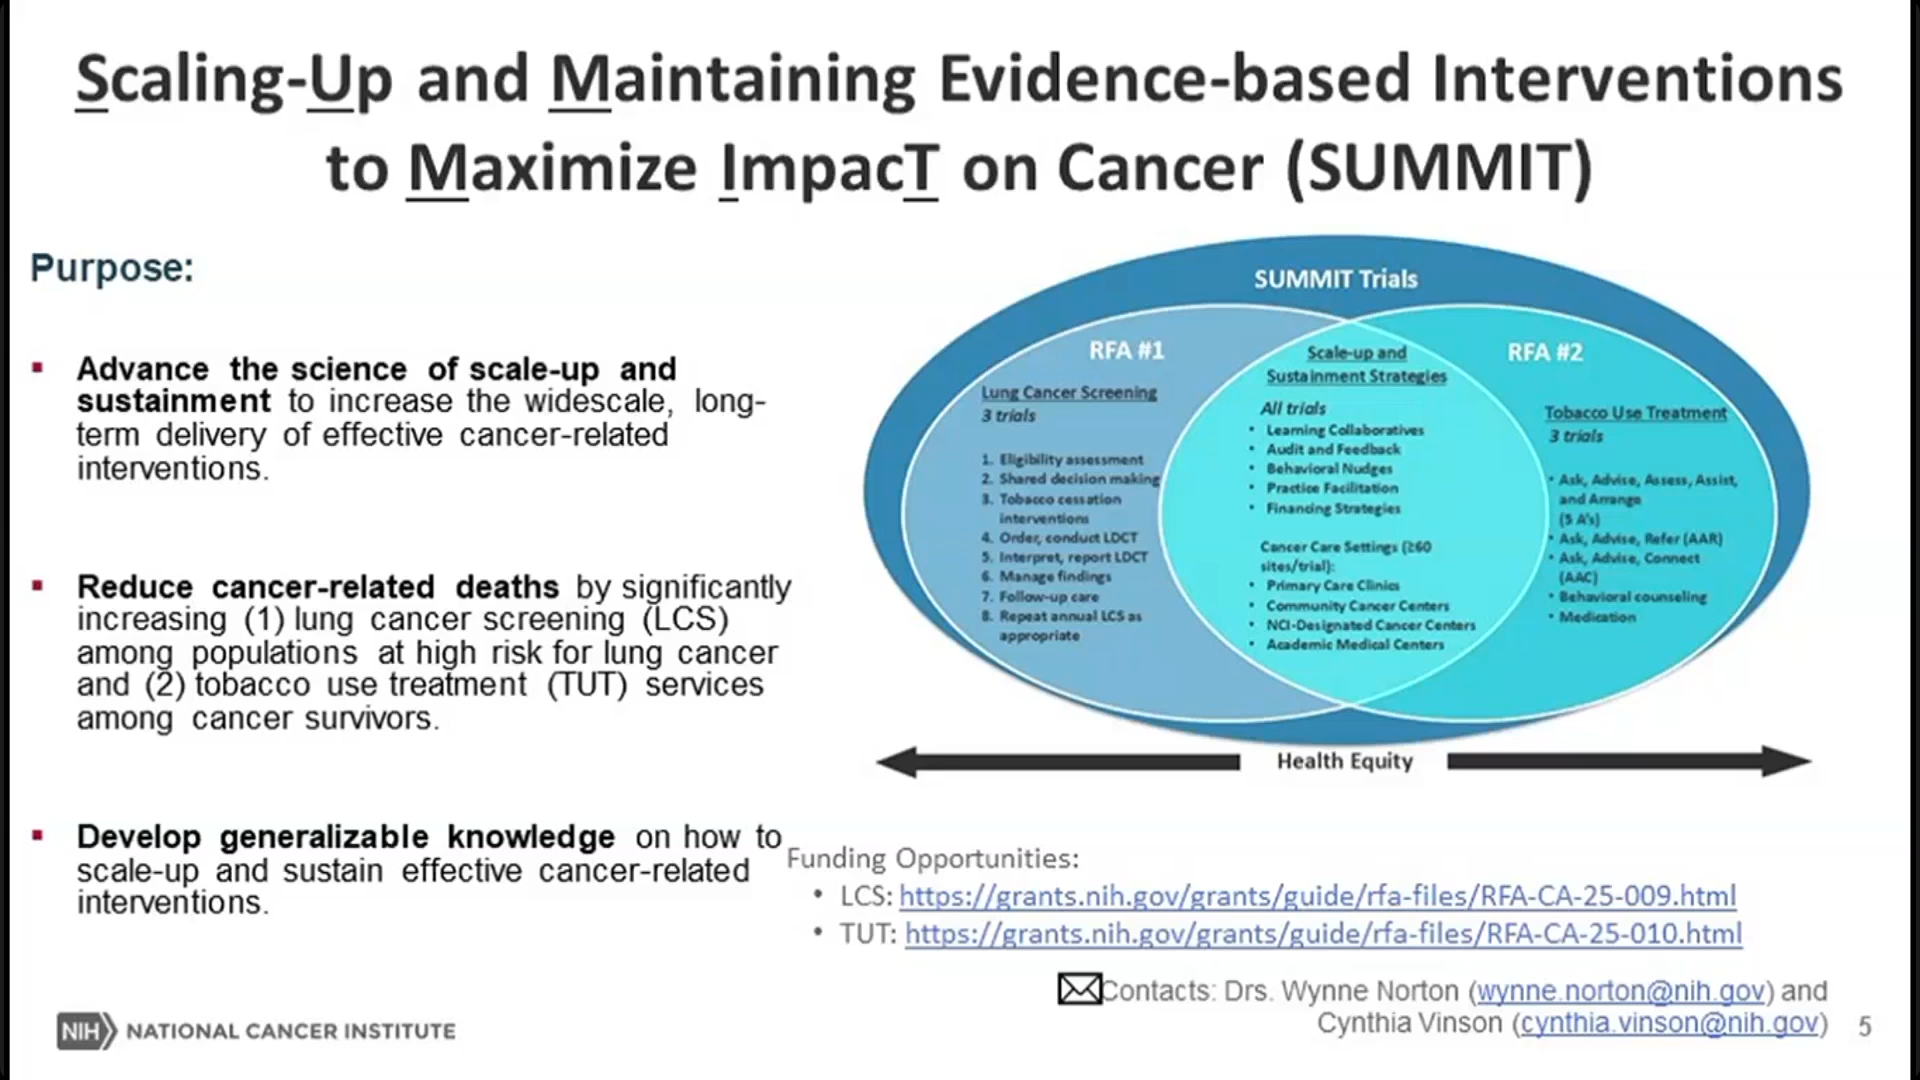 Scaling-Up and Maintaining Evidence-based Interventions
to Maximize ImpacT on Cancer (SUMMIT)
Purpose:
▪ Advance the science of scale-up and
sustainment to increase the widescale, long-
term delivery of effective cancer-related
interventions.
▪ Reduce cancer-related deaths by significantly
increasing (1) lung cancer screening (LCS)
among populations at high risk for lung cancer
and (2) tobacco use treatment (TUT) services
among cancer survivors.
▪ Develop generalizable knowledge on how to
scale-up and sustain effective cancer-related
interventions.
SUMMIT Trials
RFA #1
Lung Cancer Screening
3 trials
1. Eligibility assessment
2. Shared decision making
3. Tobacco cessation
interventions
4. Order, conduct LDCT
5. Interpret, report LDCT
6. Manage findings
7. Follow-up care
8. Repeat annual LCS as
appropriate
Scale-up and
Sustainment Strategies
All trials
• Learning Collaboratives
• Audit and Feedback
• Behavioral Nudges
• Practice Facilitation
• Financing Strategies
Cancer Care Settings (≥60
sites/trial):
• Primary Care Clinics
• Community Cancer Centers
• NCI-Designated Cancer Centers
• Academic Medical Centers
RFA #2
Tobacco Use Treatment
3 trials
• Ask, Advise, Assess, Assist,
and Arrange
(5 A's)
• Ask, Advise, Refer (AAR)
• Ask, Advise, Connect
(AAC)
• Behavioral counseling
• Medication
Health Equity
Funding Opportunities:
• LCS: https://grants.nih.gov/grants/guide/rfa-files/RFA-CA-25-009.html
• TUT: https://grants.nih.gov/grants/guide/rfa-files/RFA-CA-25-010.html
Contacts: Drs. Wynne Norton (wynne.norton@nih.gov) and
Cynthia Vinson (cynthia.vinson@nih.gov)
NIH NATIONAL CANCER INSTITUTE
5